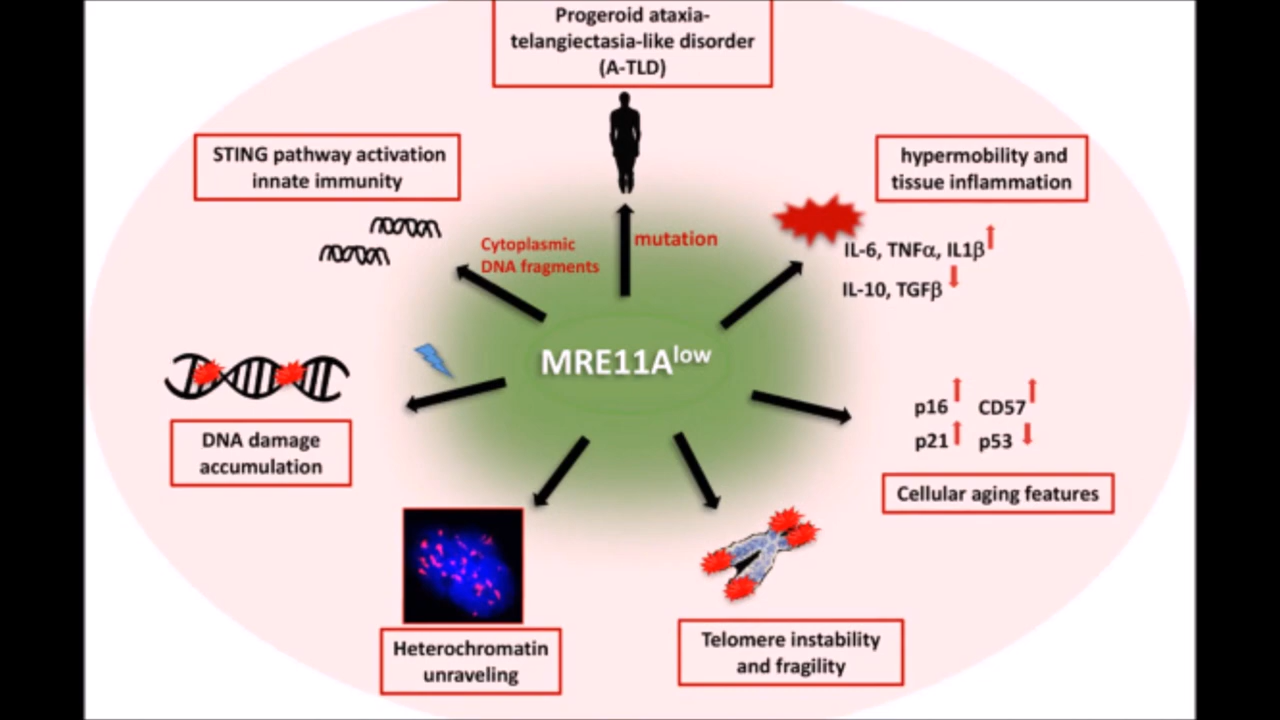 Progeroid ataxia-
telangiectasia-like disorder
(A-TLD)
STING pathway activation
innate immunity
hypermobility and
tissue inflammation
Cytoplasmic
DNA fragments
mutation
IL-6, TNFα, IL1β
IL-10, TGFβ
MRE11Alow
p16 CD57
p21 p53
Cellular aging features
DNA damage
accumulation
Heterochromatin
unraveling
Telomere instability
and fragility